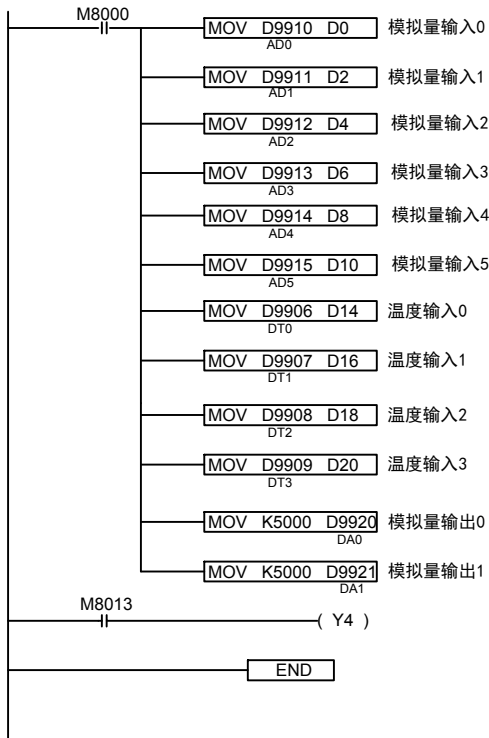 M8000
MOV D9910 D0 模拟量输入0
AD0
MOV D9911 D2 模拟量输入1
AD1
MOV D9912 D4 模拟量输入2
AD2
MOV D9913 D6 模拟量输入3
AD3
MOV D9914 D8 模拟量输入4
AD4
MOV D9915 D10 模拟量输入5
AD5
MOV D9906 D14 温度输入0
DT0
MOV D9907 D16 温度输入1
DT1
MOV D9908 D18 温度输入2
DT2
MOV D9909 D20 温度输入3
DT3
MOV K5000 D9920 模拟量输出0
DA0
MOV K5000 D9921 模拟量输出1
DA1
M8013
( Y4 )
END